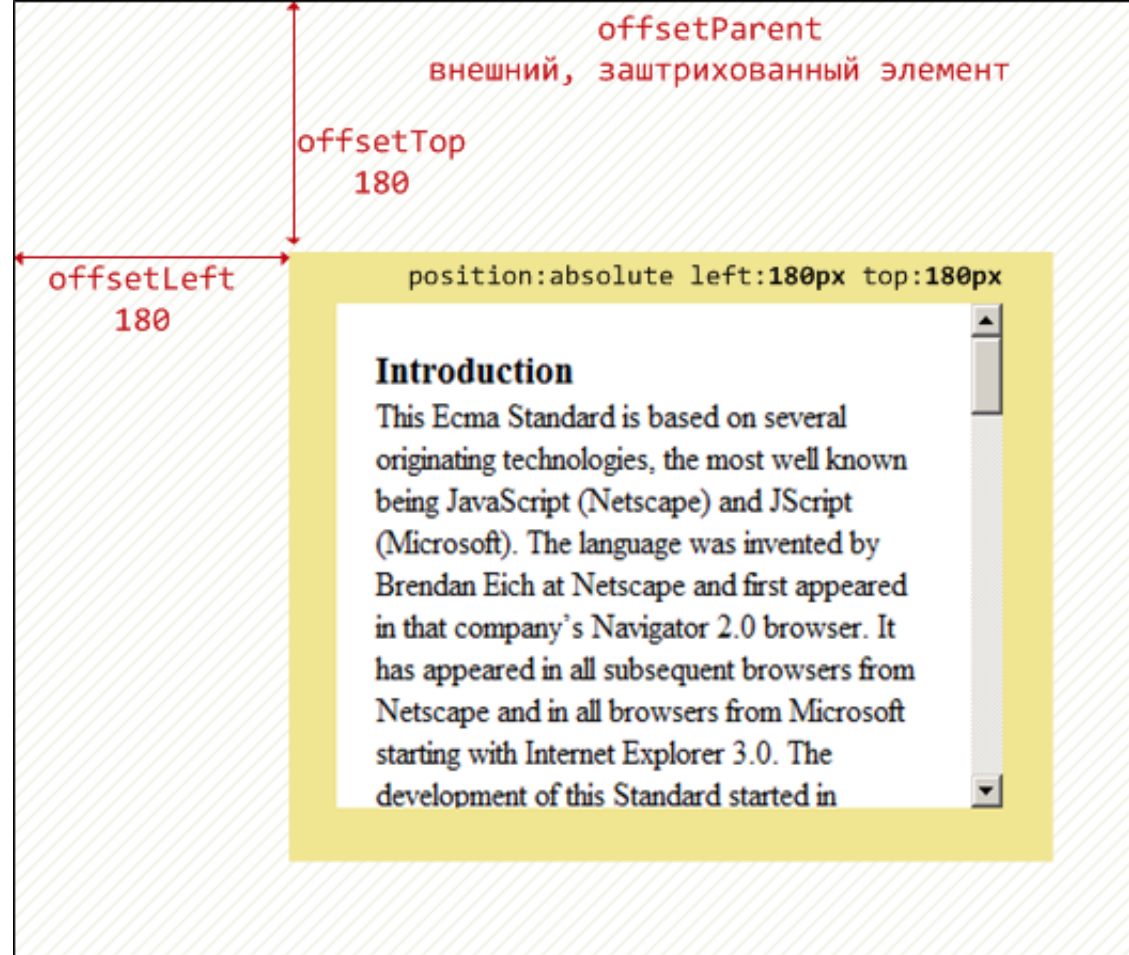 offsetParent
внешний, заштрихованный элемент
offsetTop
180
offsetLeft
180
position:absolute left:180px top:180px
Introduction
This Ecma Standard is based on several
originating technologies, the most well known
being JavaScript (Netscape) and JScript
(Microsoft). The language was invented by
Brendan Eich at Netscape and first appeared
in that company’s Navigator 2.0 browser. It
has appeared in all subsequent browsers from
Netscape and in all browsers from Microsoft
starting with Internet Explorer 3.0. The
development of this Standard started in